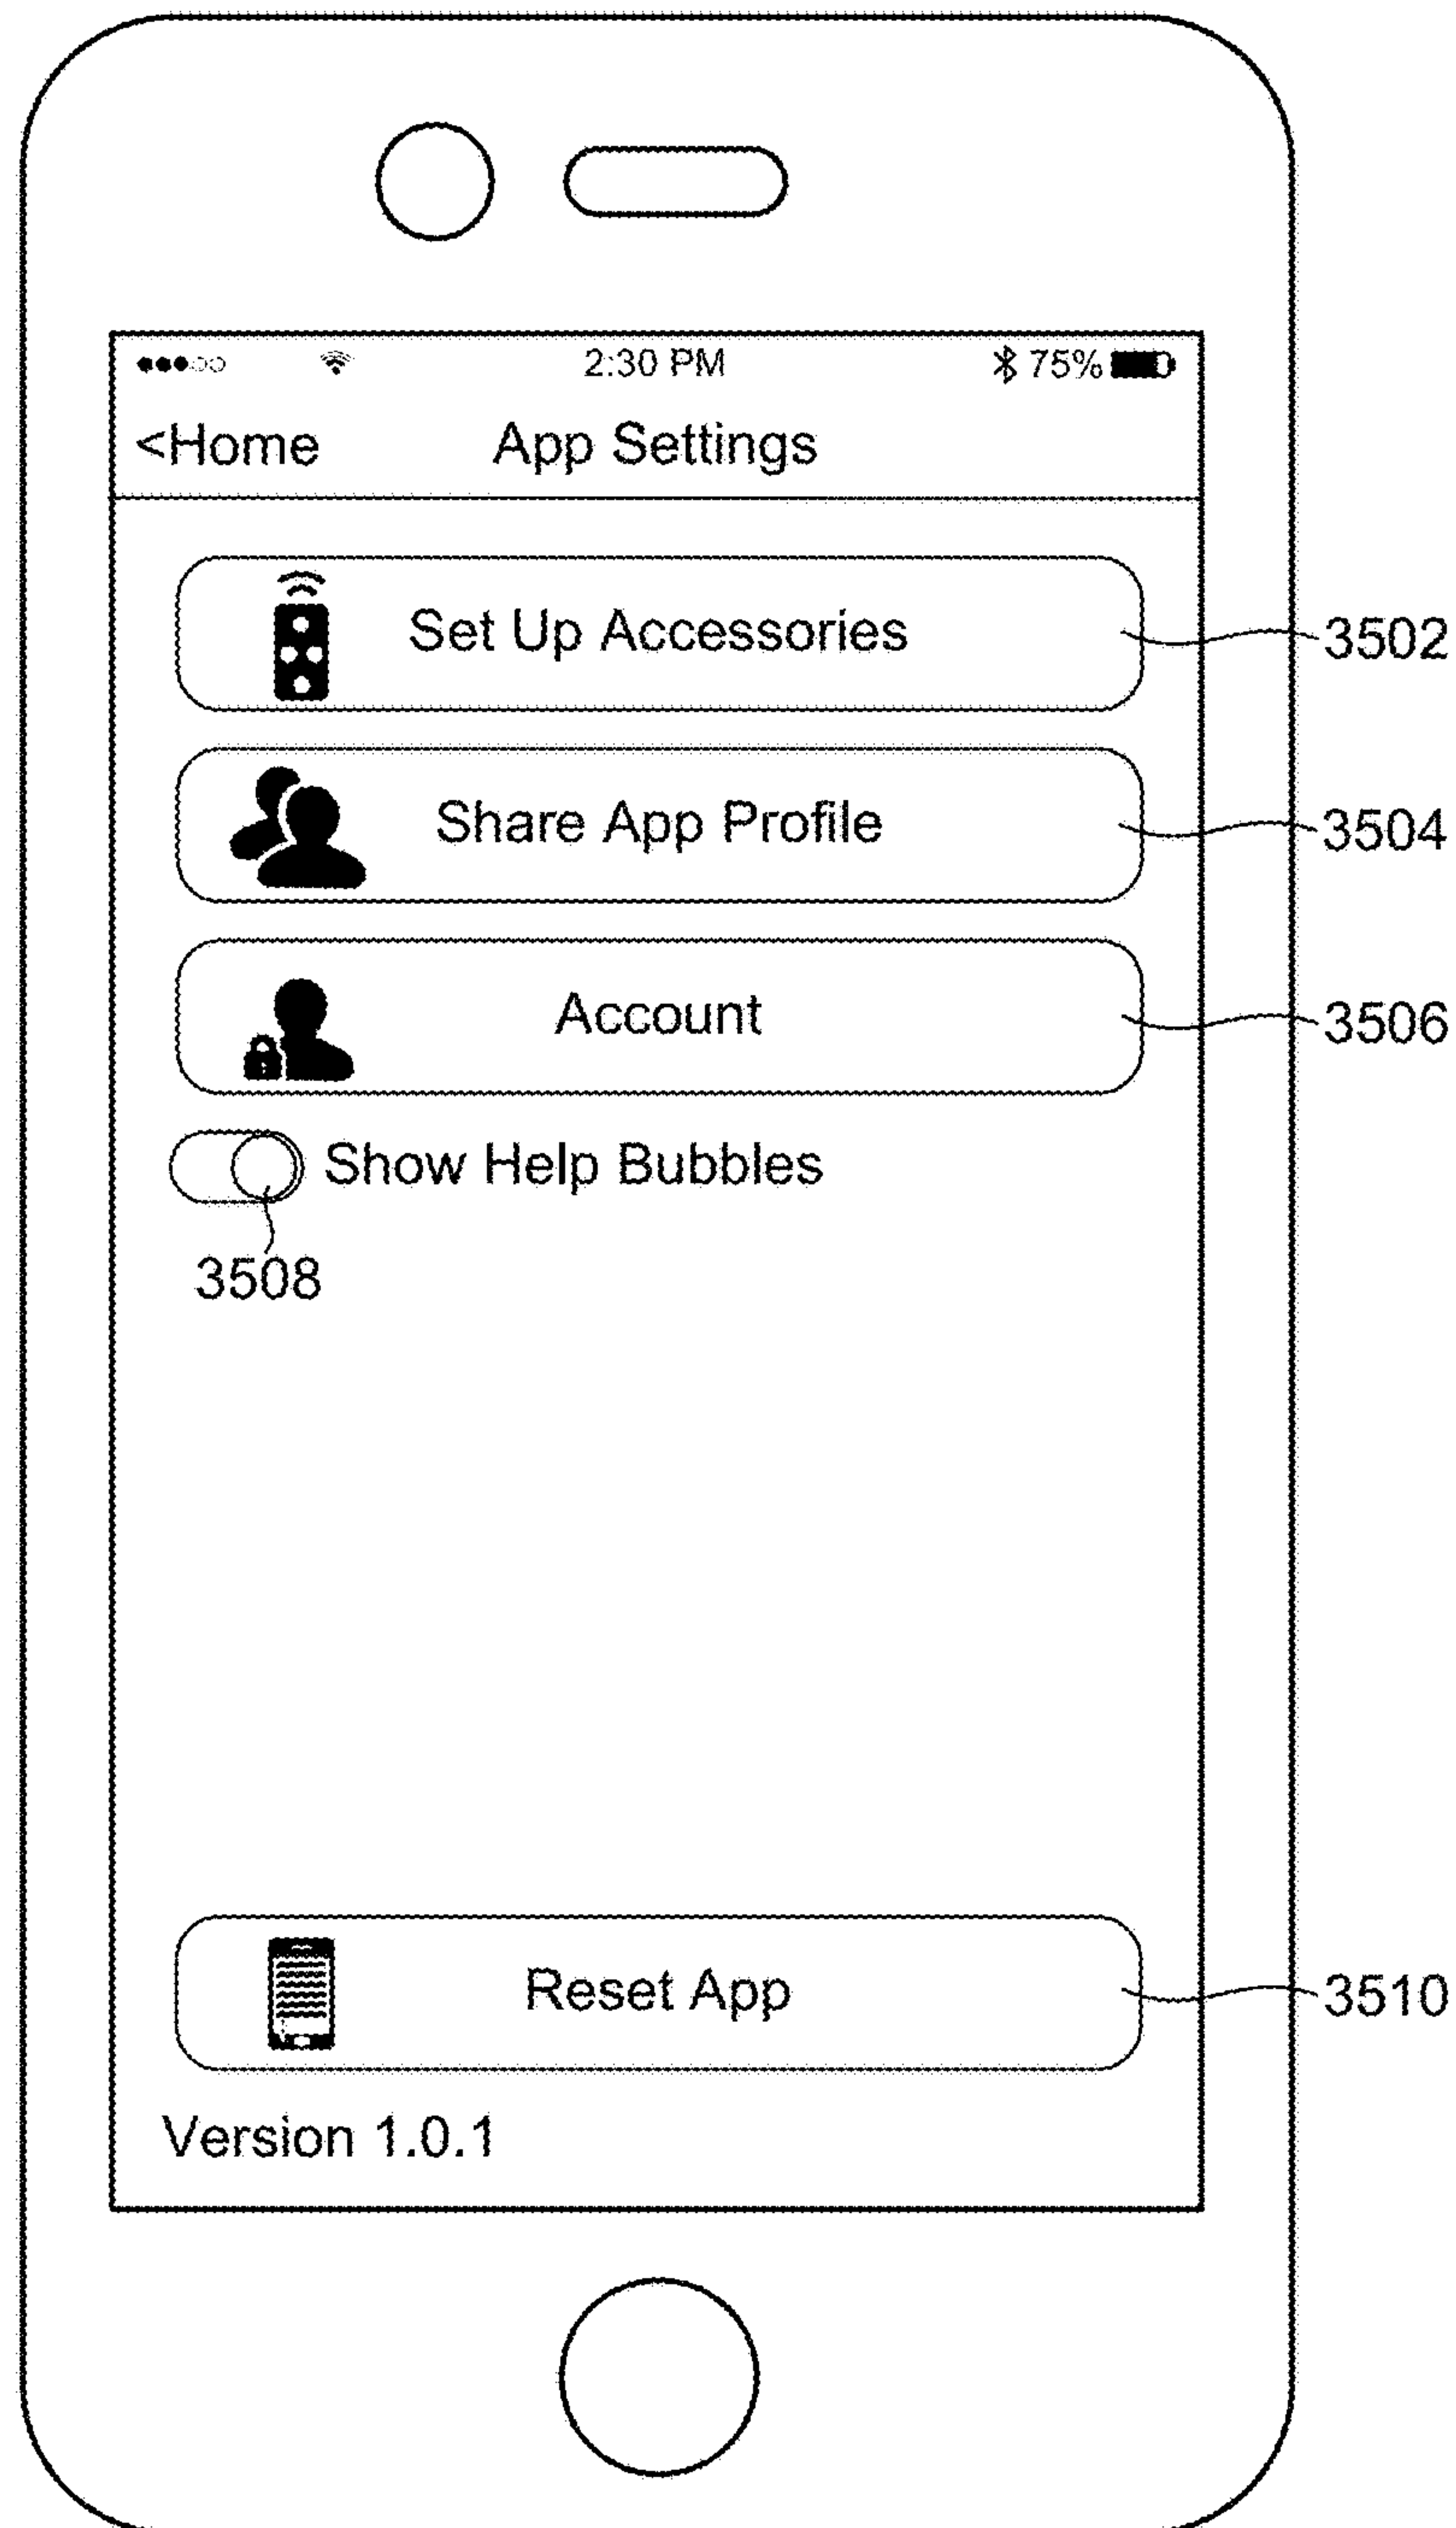 2:30 PM 75%
<Home App Settings
Set Up Accessories 3502
Share App Profile 3504
Account 3506
Show Help Bubbles
3508
Reset App 3510
Version 1.0.1